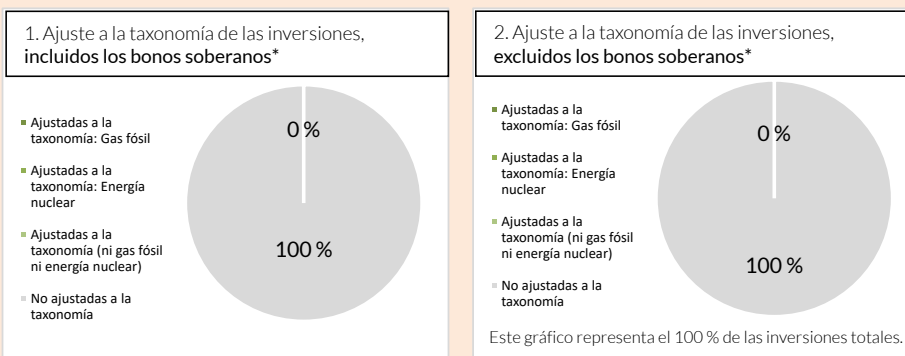 1. Ajuste a la taxonomía de las inversiones,
incluidos los bonos soberanos*
Ajustadas a la
taxonomía: Gas fósil
Ajustadas a la
taxonomía: Energía
nuclear
Ajustadas a la
taxonomía (ni gas fósil
ni energía nuclear)
No ajustadas a la
taxonomía
0 %
100 %
2. Ajuste a la taxonomía de las inversiones,
excluidos los bonos soberanos*
Ajustadas a la
taxonomía: Gas fósil
Ajustadas a la
taxonomía: Energía
nuclear
Ajustadas a la
taxonomía (ni gas fósil
ni energía nuclear)
No ajustadas a la
taxonomía
0 %
100 %
Este gráfico representa el 100 % de las inversiones totales.